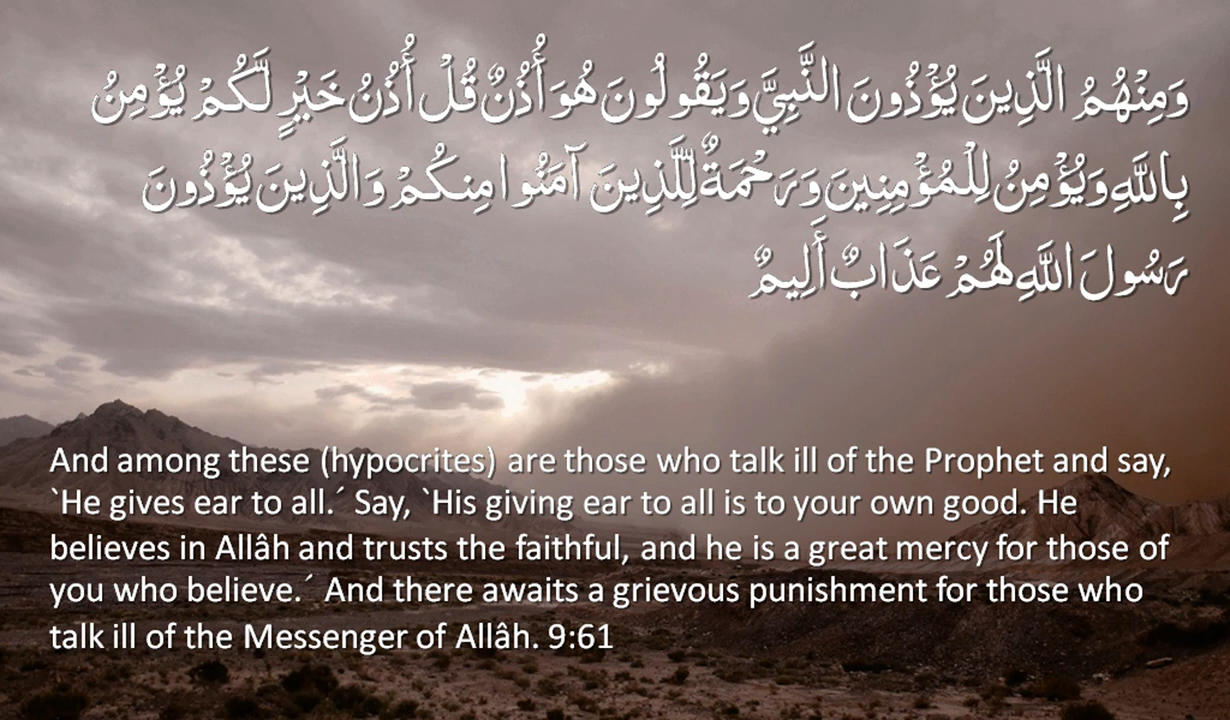 وَمِنْهُمُ الَّذِينَ يُؤْذُونَ النَّبِيَّ وَيَقُولُونَ هُوَ أُذُنٌ قُلْ أُذُنُ خَيْرٍ لَّكُمْ يُؤْمِنُ
بِاللَّهِ وَيُؤْمِنُ لِلْمُؤْمِنِينَ وَرَحْمَةٌ لِّلَّذِينَ آمَنُوا مِنكُمْ وَالَّذِينَ يُؤْذُونَ
رَسُولَ اللَّهِ لَهُمْ عَذَابٌ أَلِيمٌ
And among these (hypocrites) are those who talk ill of the Prophet and say,
`He gives ear to all.´ Say, `His giving ear to all is to your own good. He
believes in Allâh and trusts the faithful, and he is a great mercy for those of
you who believe.´ And there awaits a grievous punishment for those who
talk ill of the Messenger of Allâh. 9:61